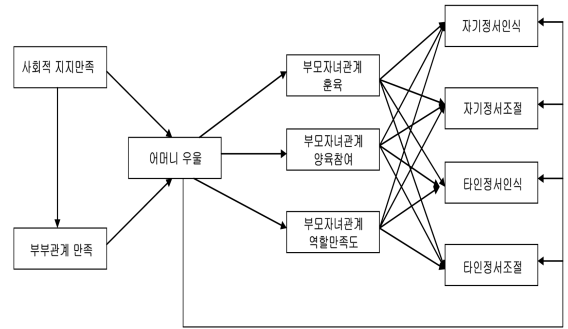 사회적 지지만족
부부관계 만족
어머니 우울
부모자녀관계
훈육
부모자녀관계
양육참여
부모자녀관계
역할만족도
자기정서인식
자기정서조절
타인정서인식
타인정서조절